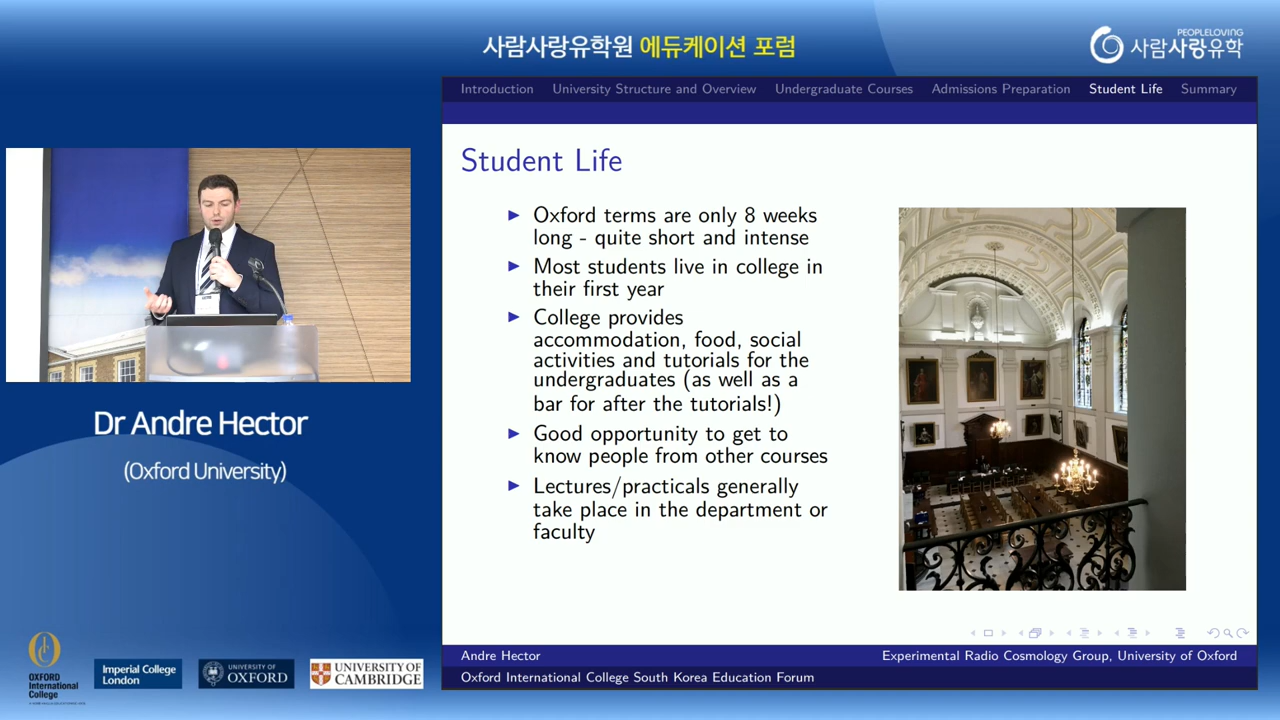 사람사랑유학원 에듀케이션 포럼
PEOPLELOVING
사람사랑유학
Introduction University Structure and Overview Undergraduate Courses Admissions Preparation Student Life Summary
Student Life
Oxford terms are only 8 weeks
long - quite short and intense
Most students live in college in
their first year
College provides
accommodation, food, social
activities and tutorials for the
undergraduates (as well as a
bar for after the tutorials!)
Good opportunity to get to
know people from other courses
Lectures/practicals generally
take place in the department or
faculty
Dr Andre Hector
(Oxford University)
OXFORD
International
College
Imperial College
London
UNIVERSITY OF
OXFORD
UNIVERSITY OF
CAMBRIDGE
Andre Hector Experimental Radio Cosmology Group, University of Oxford
Oxford International College South Korea Education Forum